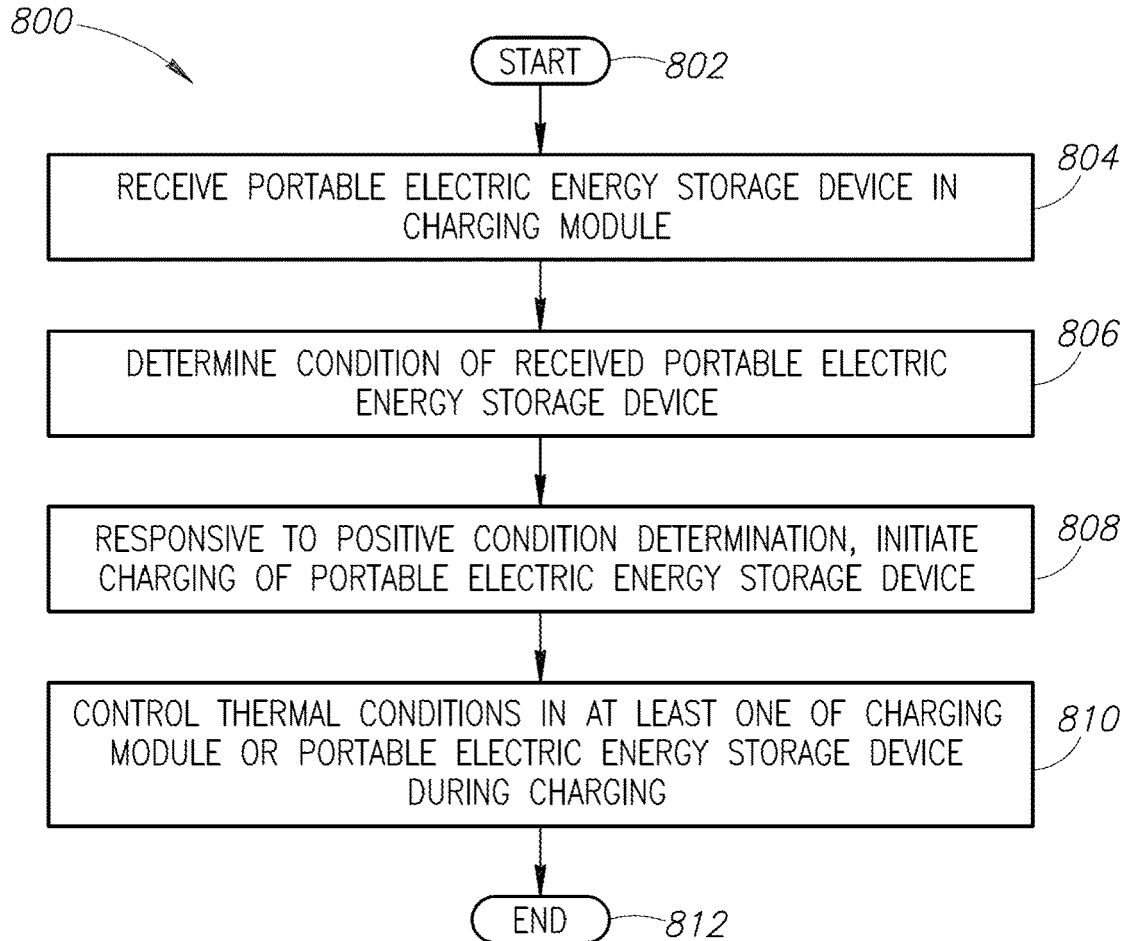 800
START
802
RECEIVE PORTABLE ELECTRIC ENERGY STORAGE DEVICE IN
CHARGING MODULE
804
DETERMINE CONDITION OF RECEIVED PORTABLE ELECTRIC
ENERGY STORAGE DEVICE
806
RESPONSIVE TO POSITIVE CONDITION DETERMINATION, INITIATE
CHARGING OF PORTABLE ELECTRIC ENERGY STORAGE DEVICE
808
CONTROL THERMAL CONDITIONS IN AT LEAST ONE OF CHARGING
MODULE OR PORTABLE ELECTRIC ENERGY STORAGE DEVICE
DURING CHARGING
810
END
812